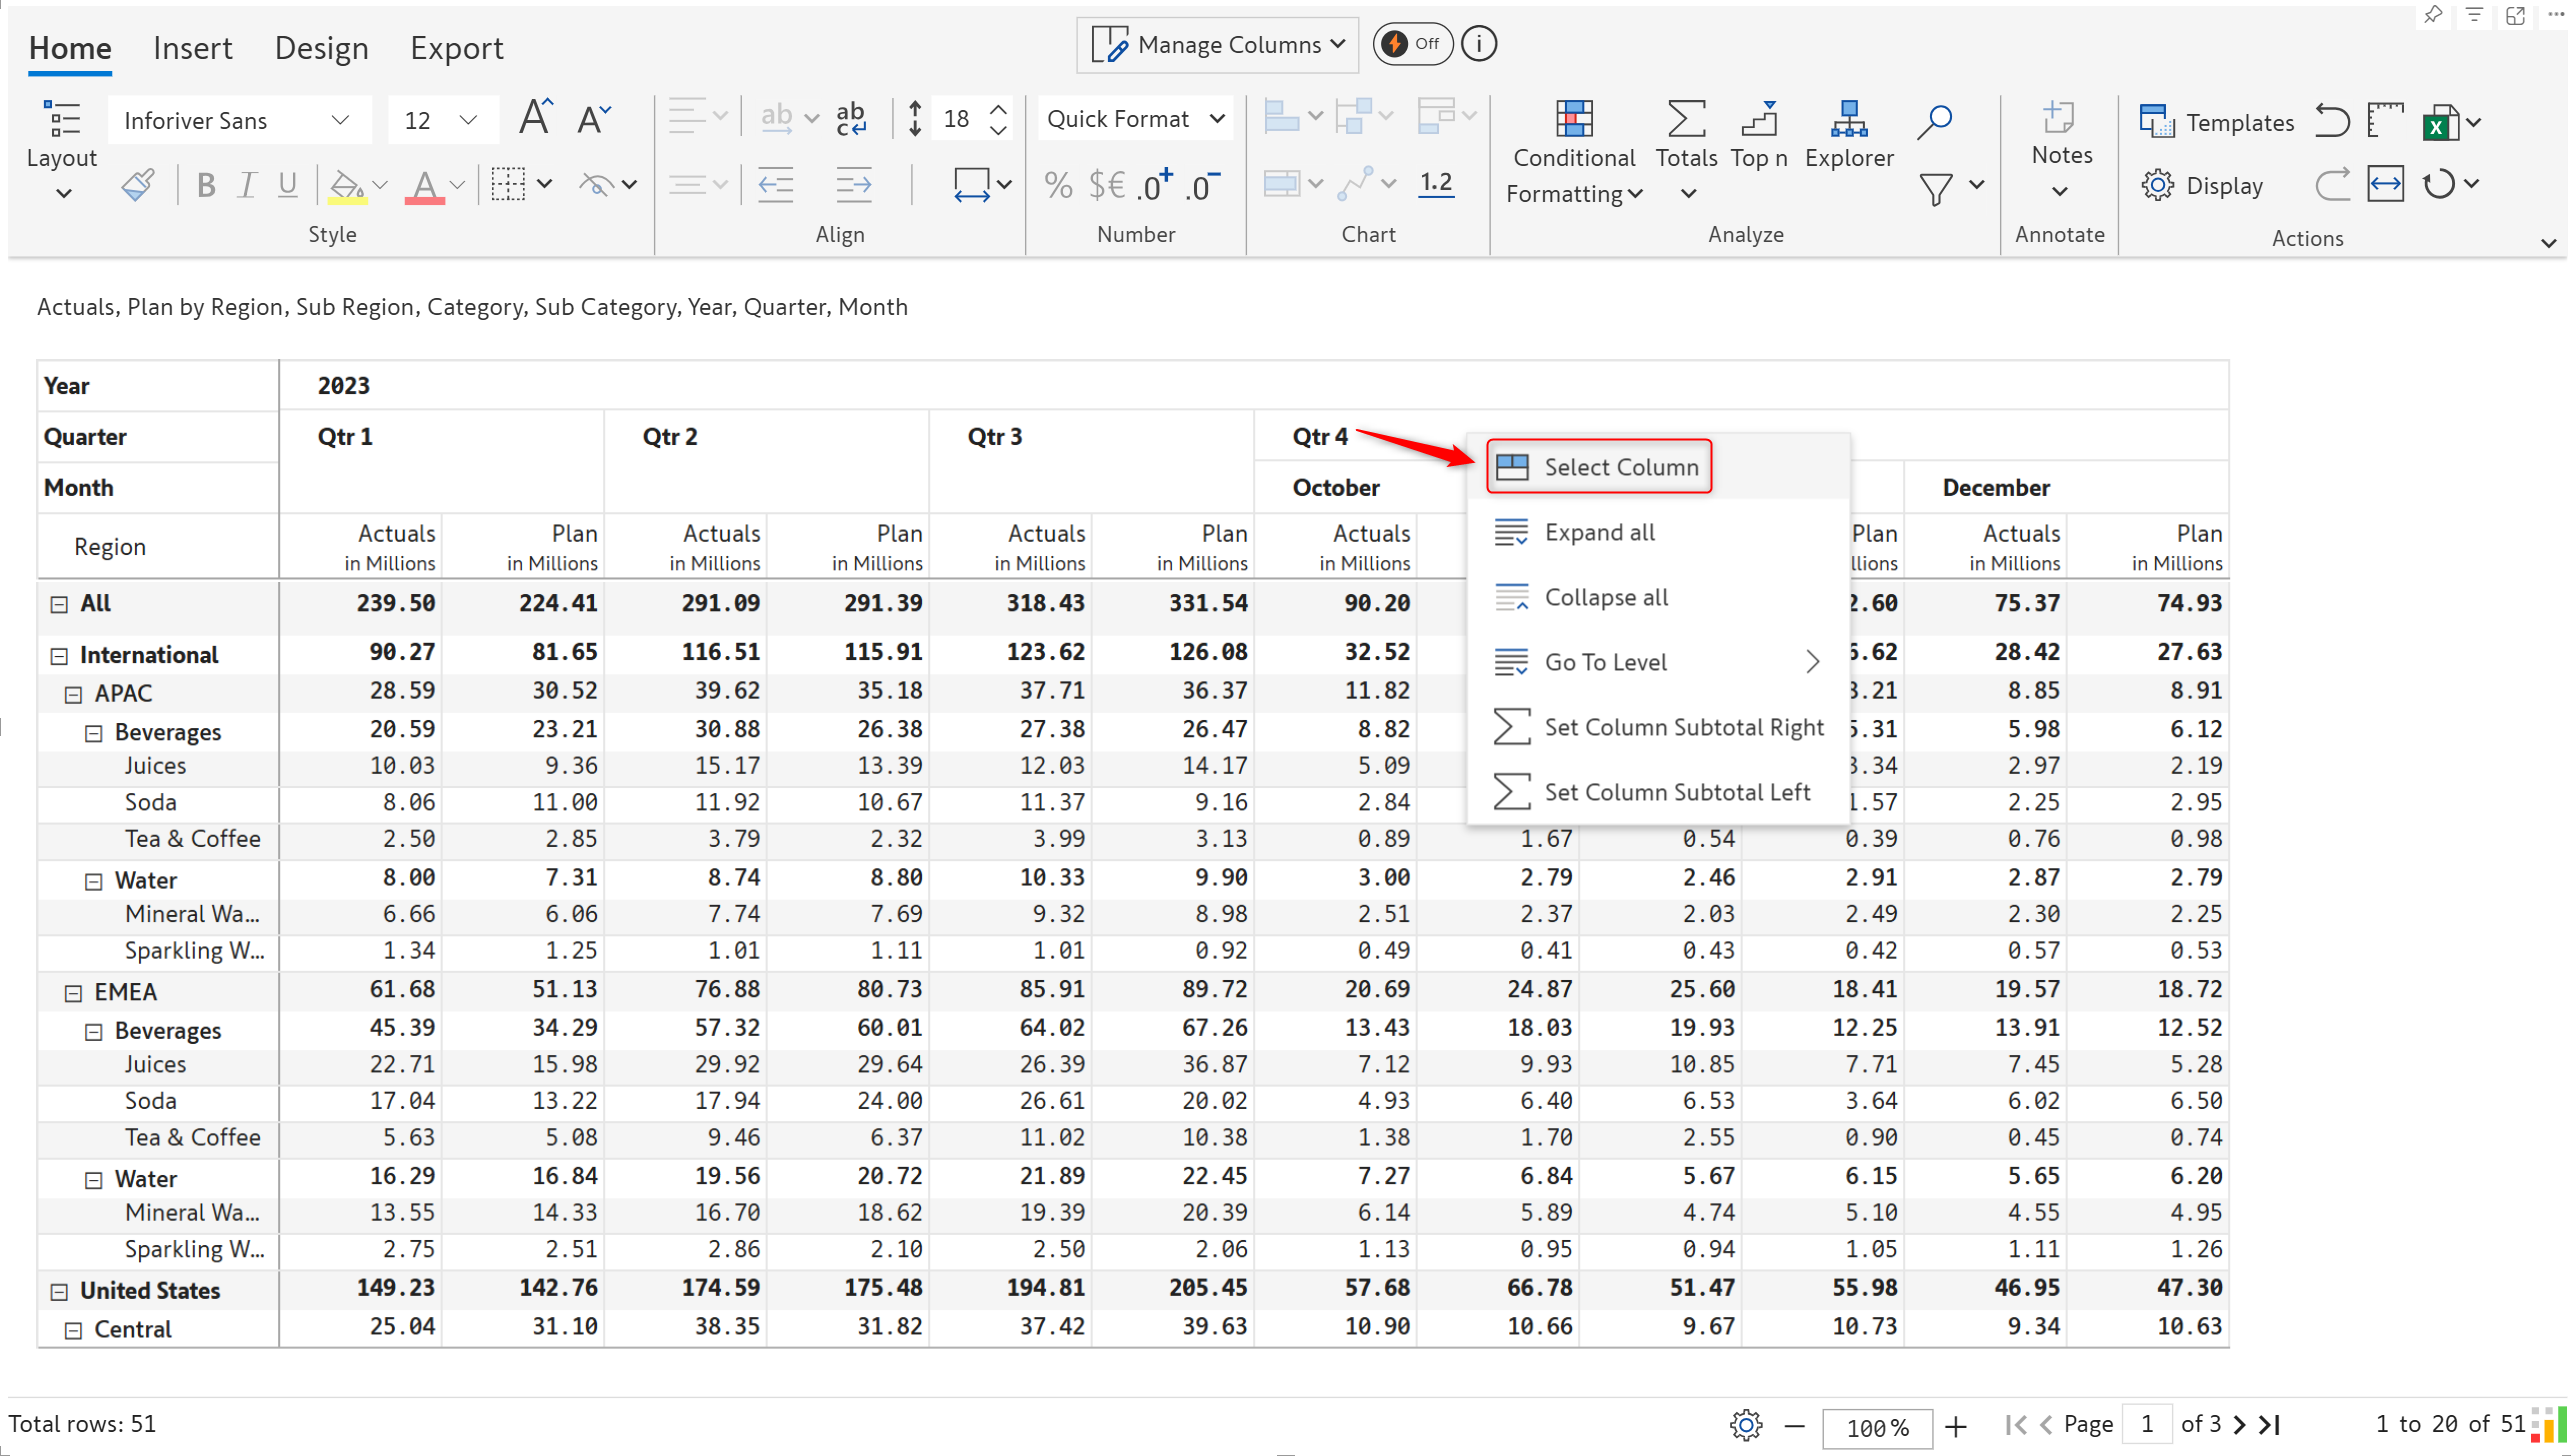 Home Insert Design Export Manage Columns Off i
Layout Inforiver Sans 12 A A ab ab c 18 Quick Format Conditional Formatting Totals Top n Explorer Notes Templates
B I U A % $€ .0+ .0- 1.2 Display
Style Align Number Chart Analyze Annotate Actions
Actuals, Plan by Region, Sub Region, Category, Sub Category, Year, Quarter, Month
Year 2023
Quarter Qtr 1 Qtr 2 Qtr 3 Qtr 4
Month October December
Region Actuals Plan Actuals Plan Actuals Plan Actuals Plan Actuals Plan
in Millions in Millions in Millions in Millions in Millions in Millions in Millions llions in Millions in Millions
Select Column
Expand all
Collapse all
Go To Level
Set Column Subtotal Right
Set Column Subtotal Left
All 239.50 224.41 291.09 291.39 318.43 331.54 90.20 2.60 75.37 74.93
International 90.27 81.65 116.51 115.91 123.62 126.08 32.52 .62 28.42 27.63
APAC 28.59 30.52 39.62 35.18 37.71 36.37 11.82 .21 8.85 8.91
Beverages 20.59 23.21 30.88 26.38 27.38 26.47 8.82 .31 5.98 6.12
Juices 10.03 9.36 15.17 13.39 12.03 14.17 5.09 .34 2.97 2.19
Soda 8.06 11.00 11.92 10.67 11.37 9.16 2.84 1.57 2.25 2.95
Tea & Coffee 2.50 2.85 3.79 2.32 3.99 3.13 0.89 1.67 0.54 0.39 0.76 0.98
Water 8.00 7.31 8.74 8.80 10.33 9.90 3.00 2.79 2.46 2.91 2.87 2.79
Mineral Wa... 6.66 6.06 7.74 7.69 9.32 8.98 2.51 2.37 2.03 2.49 2.30 2.25
Sparkling W... 1.34 1.25 1.01 1.11 1.01 0.92 0.49 0.41 0.43 0.42 0.57 0.53
EMEA 61.68 51.13 76.88 80.73 85.91 89.72 20.69 24.87 25.60 18.41 19.57 18.72
Beverages 45.39 34.29 57.32 60.01 64.02 67.26 13.43 18.03 19.93 12.25 13.91 12.52
Juices 22.71 15.98 29.92 29.64 26.39 36.87 7.12 9.93 10.85 7.71 7.45 5.28
Soda 17.04 13.22 17.94 24.00 26.61 20.02 4.93 6.40 6.53 3.64 6.02 6.50
Tea & Coffee 5.63 5.08 9.46 6.37 11.02 10.38 1.38 1.70 2.55 0.90 0.45 0.74
Water 16.29 16.84 19.56 20.72 21.89 22.45 7.27 6.84 5.67 6.15 5.65 6.20
Mineral Wa... 13.55 14.33 16.70 18.62 19.39 20.39 6.14 5.89 4.74 5.10 4.55 4.95
Sparkling W... 2.75 2.51 2.86 2.10 2.50 2.06 1.13 0.95 0.94 1.05 1.11 1.26
United States 149.23 142.76 174.59 175.48 194.81 205.45 57.68 66.78 51.47 55.98 46.95 47.30
Central 25.04 31.10 38.35 31.82 37.42 39.63 10.90 10.66 9.67 10.73 9.34 10.63
Total rows: 51 100% Page 1 of 3 1 to 20 of 51